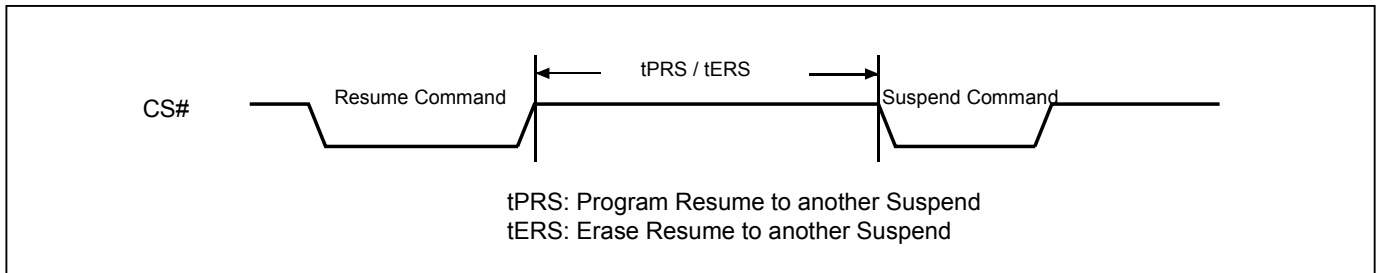 tPRS / tERS
CS#
Resume Command
Suspend Command
tPRS: Program Resume to another Suspend
tERS: Erase Resume to another Suspend